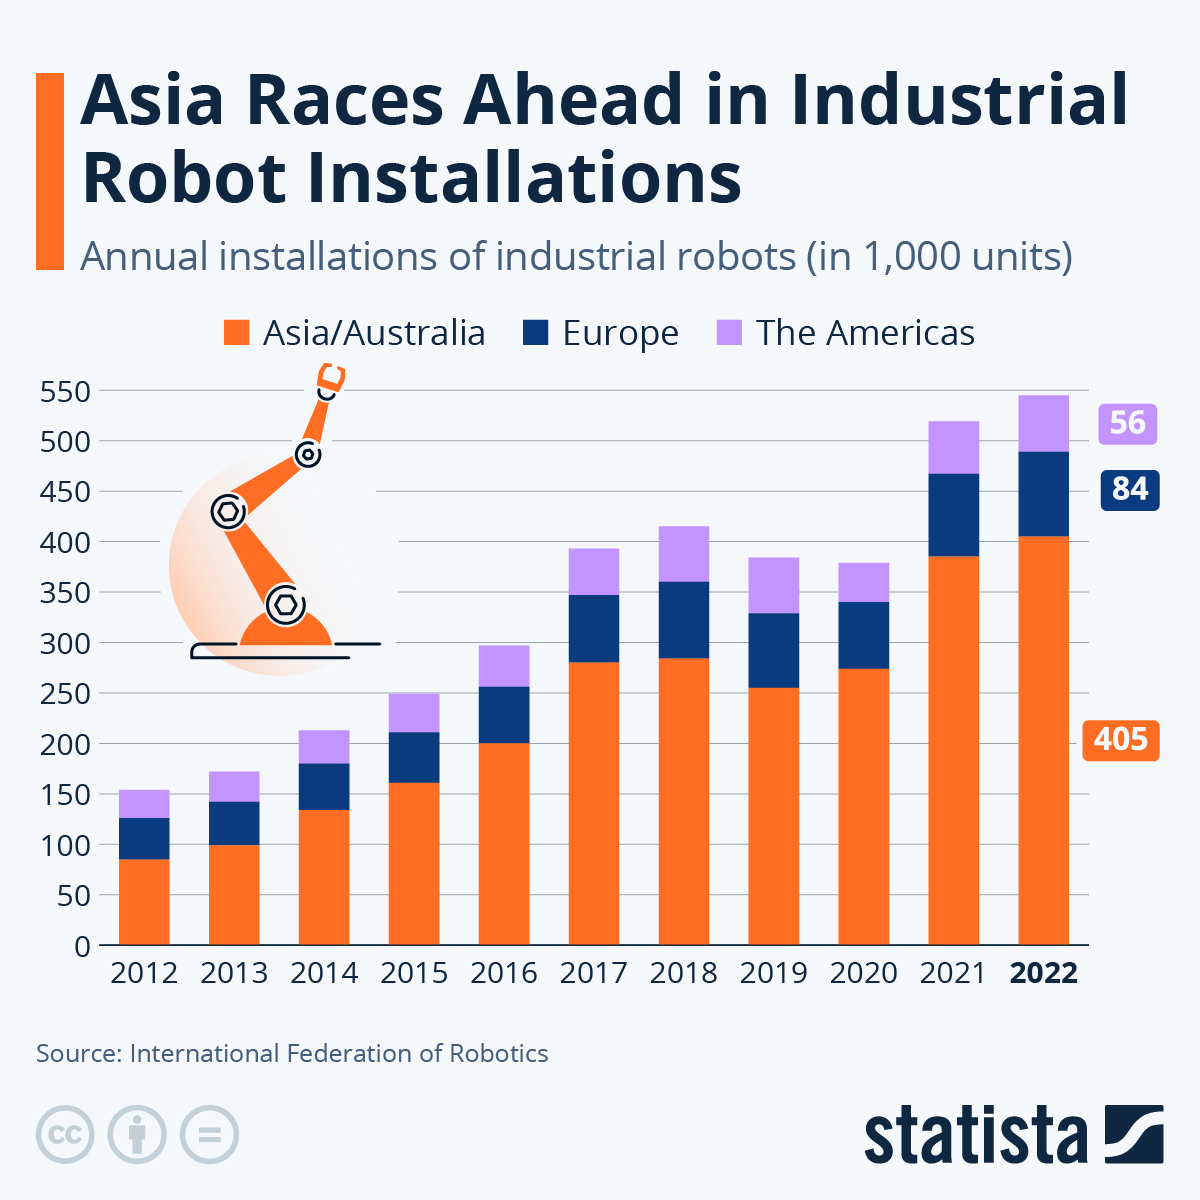 Asia Races Ahead in Industrial
Robot Installations
Annual installations of industrial robots (in 1,000 units)
Asia/Australia Europe The Americas
550
500
450
400
350
300
250
200
150
100
50
0
56
84
405
2012 2013 2014 2015 2016 2017 2018 2019 2020 2021 2022
Source: International Federation of Robotics
cc
statista